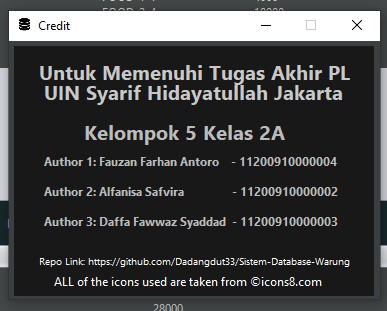 Credit
Untuk Memenuhi Tugas Akhir PL
UIN Syarif Hidayatullah Jakarta
Kelompok 5 Kelas 2A
Author 1: Fauzan Farhan Antoro - 11200910000004
Author 2: Alfanisa Safvira - 11200910000002
Author 3: Daffa Fawwaz Syaddad - 11200910000003
Repo Link: https://github.com/Dadangdut33/Sistem-Database-Warung
ALL of the icons used are taken from ©icons8.com
28000